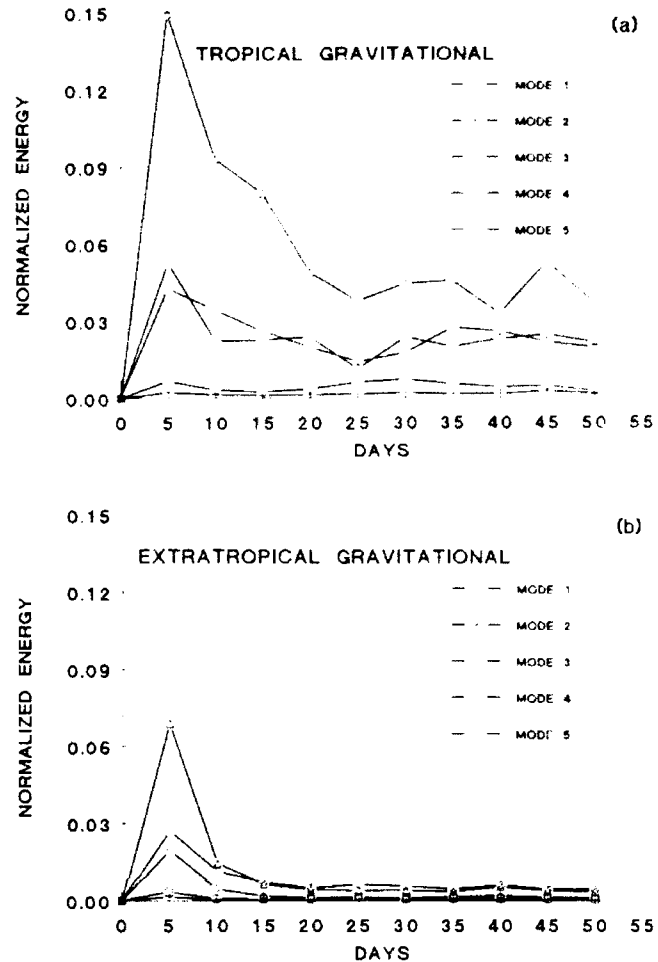 (a)
TROPICAL GRAVITATIONAL
NORMALIZED ENERGY
0.15
0.12
0.09
0.06
0.03
0.00
MODE 1
MODE 2
MODE 3
MODE 4
MODE 5
0 5 10 15 20 25 30 35 40 45 50 55
DAYS
(b)
EXTRATROPICAL GRAVITATIONAL
NORMALIZED ENERGY
0.15
0.12
0.09
0.06
0.03
0.00
MODE 1
MODE 2
MODE 3
MODE 4
MODE 5
0 5 10 15 20 25 30 35 40 45 50 55
DAYS